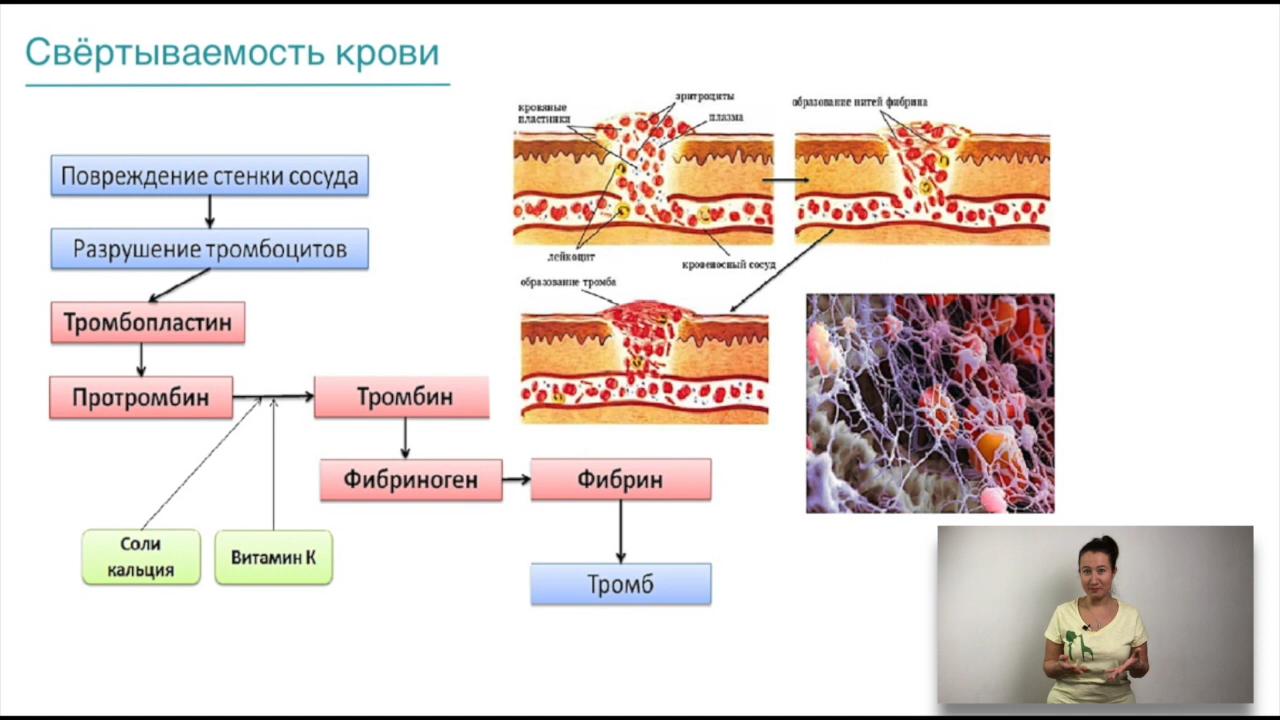 Свёртываемость крови
Повреждение стенки сосуда
Разрушение тромбоцитов
Тромбопластин
Протромбин
Тромбин
Фибриноген
Фибрин
Соли
кальция
Витамин К
Тромб
кровяные
пластинки
эритроциты
плазма
лейкоцит
кровеносный сосуд
образование нитей фибрина
образование тромба